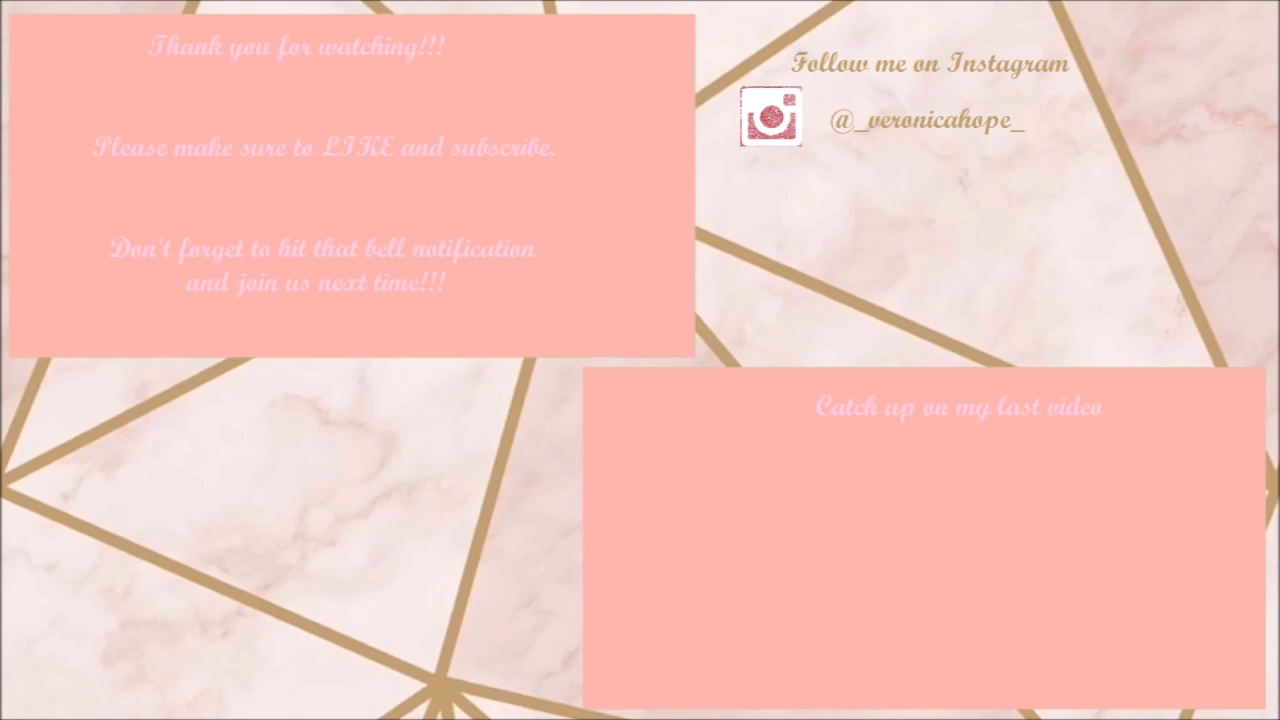 Thank you for watching!!!
Please make sure to LIKE and subscribe.
Don't forget to hit that bell notification
and join us next time!!!
Follow me on Instagram
@_veronicahope_
Catch up on my last video